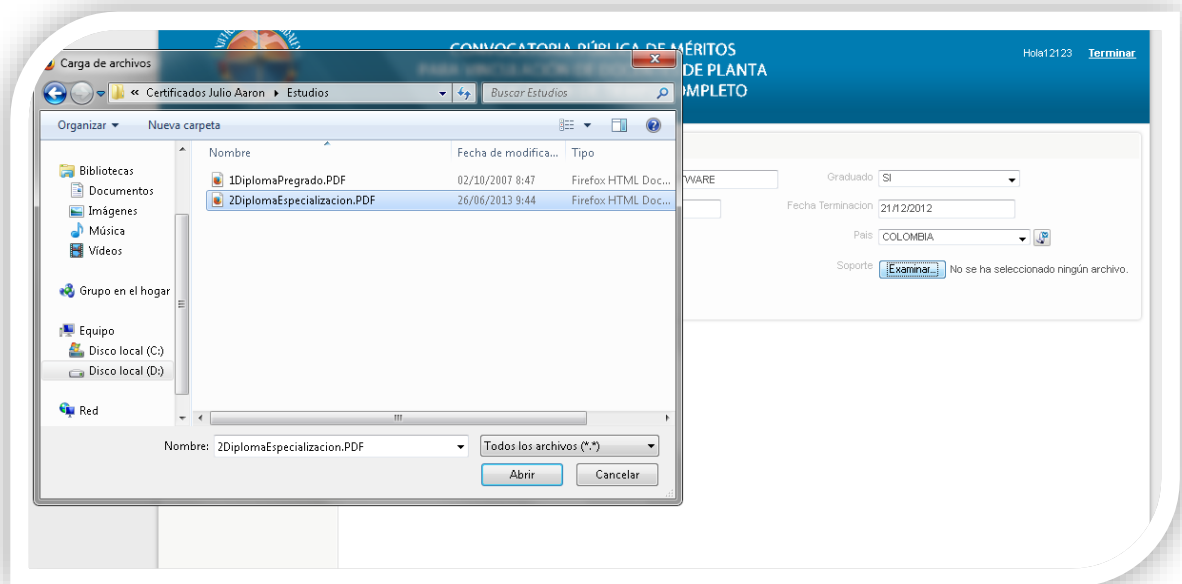 CONVOCATORIA PÚBLICA DE MÉRITOS
DE PLANTA
MPLETO
Hola12123 Terminar
Carga de archivos
« Certificados Julio Aaron Estudios
Buscar Estudios
Organizar Nueva carpeta
Nombre Fecha de modifica... Tipo
1DiplomaPregrado.PDF 02/10/2007 8:47 Firefox HTML Doc...
2DiplomaEspecializacion.PDF 26/06/2013 9:44 Firefox HTML Doc...
Bibliotecas
Documentos
Imágenes
Música
Vídeos
Grupo en el hogar
Equipo
Disco local (C:)
Disco local (D:)
Red
Nombre: 2DiplomaEspecializacion.PDF Todos los archivos (*.*)
Abrir Cancelar
WARE Graduado SI
Fecha Terminacion 21/12/2012
Pais COLOMBIA
Soporte Examinar... No se ha seleccionado ningún archivo.